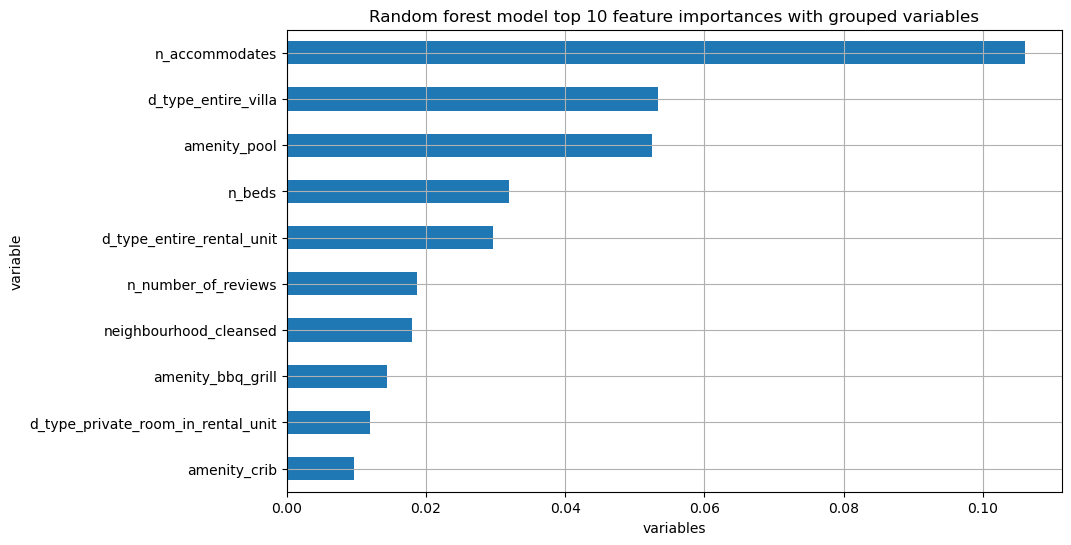 Random forest model top 10 feature importances with grouped variables
variable
n_accommodates
d_type_entire_villa
amenity_pool
n_beds
d_type_entire_rental_unit
n_number_of_reviews
neighbourhood_cleansed
amenity_bbq_grill
d_type_private_room_in_rental_unit
amenity_crib
0.00 0.02 0.04 0.06 0.08 0.10
variables